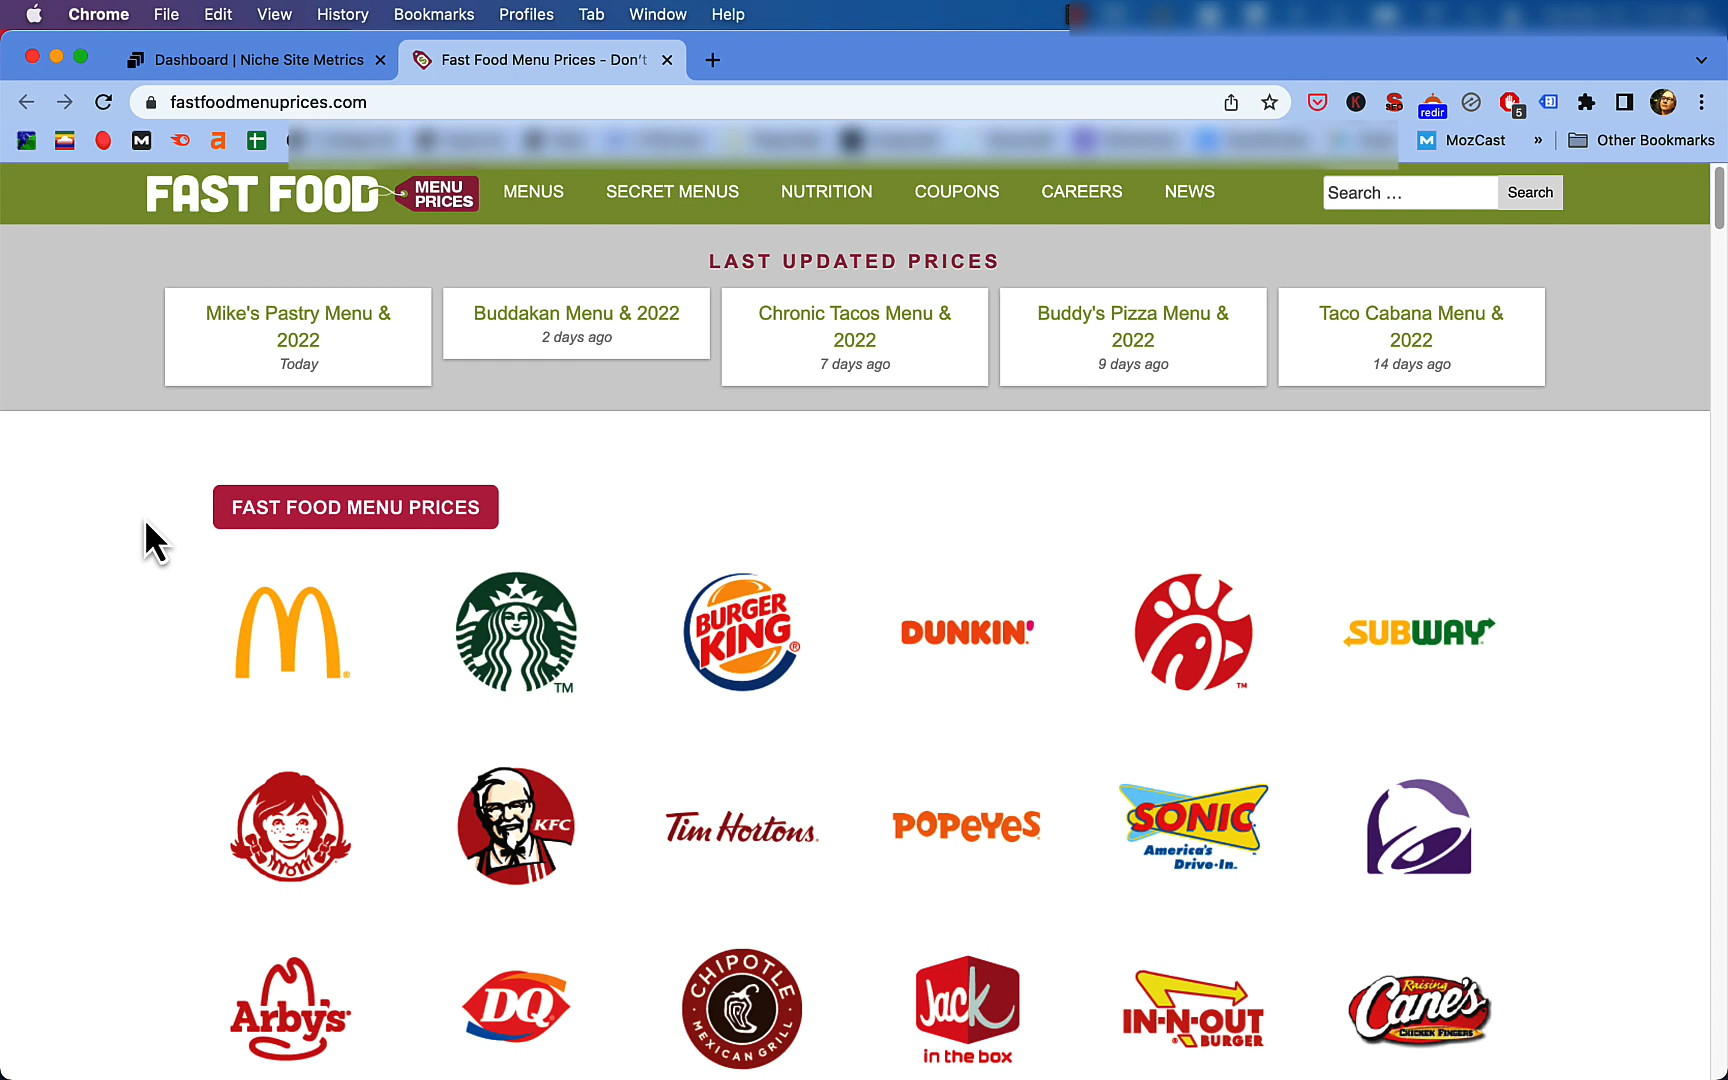 Chrome File Edit View History Bookmarks Profiles Tab Window Help
Dashboard | Niche Site Metrics
Fast Food Menu Prices - Don't
fastfoodmenuprices.com
K
SEO
redir
5
M
a
M MozCast
»
Other Bookmarks
FAST FOOD MENU PRICES
MENUS SECRET MENUS NUTRITION COUPONS CAREERS NEWS
Search ...
Search
LAST UPDATED PRICES
Mike's Pastry Menu &
2022
Today
Buddakan Menu & 2022
2 days ago
Chronic Tacos Menu &
2022
7 days ago
Buddy's Pizza Menu &
2022
9 days ago
Taco Cabana Menu &
2022
14 days ago
FAST FOOD MENU PRICES
M®
TM
BURGER KING®
DUNKIN'
TM
SUBWAY
KFC
Tim Hortons.
POPEYES
SONIC
America's
Drive-In.
Arby's
DQ
CHIPOTLE
MEXICAN GRILL
Jack
in the box
IN-N-OUT
BURGER
Raising
Cane's
CHICKEN FINGERS